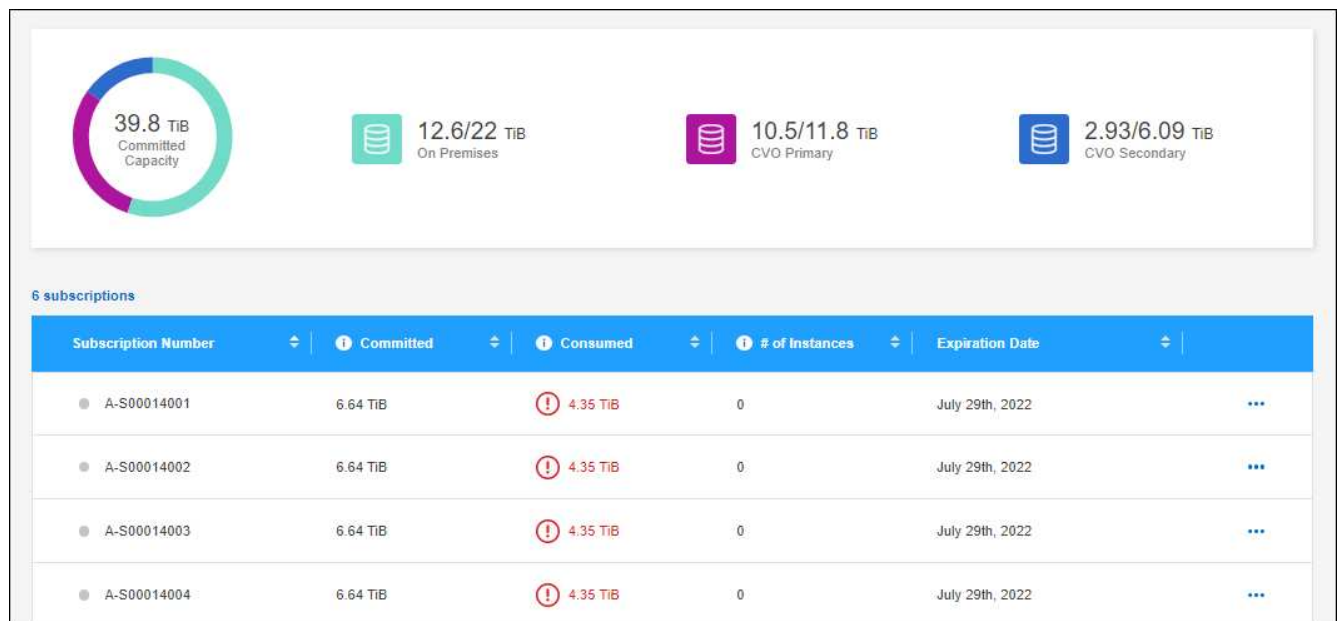 39.8 TiB
Committed
Capacity
12.6/22 TiB
On Premises
10.5/11.8 TiB
CVO Primary
2.93/6.09 TiB
CVO Secondary
6 subscriptions
Subscription Number Committed Consumed # of Instances Expiration Date
A-S00014001 6.64 TiB 4.35 TiB 0 July 29th, 2022
A-S00014002 6.64 TiB 4.35 TiB 0 July 29th, 2022
A-S00014003 6.64 TiB 4.35 TiB 0 July 29th, 2022
A-S00014004 6.64 TiB 4.35 TiB 0 July 29th, 2022